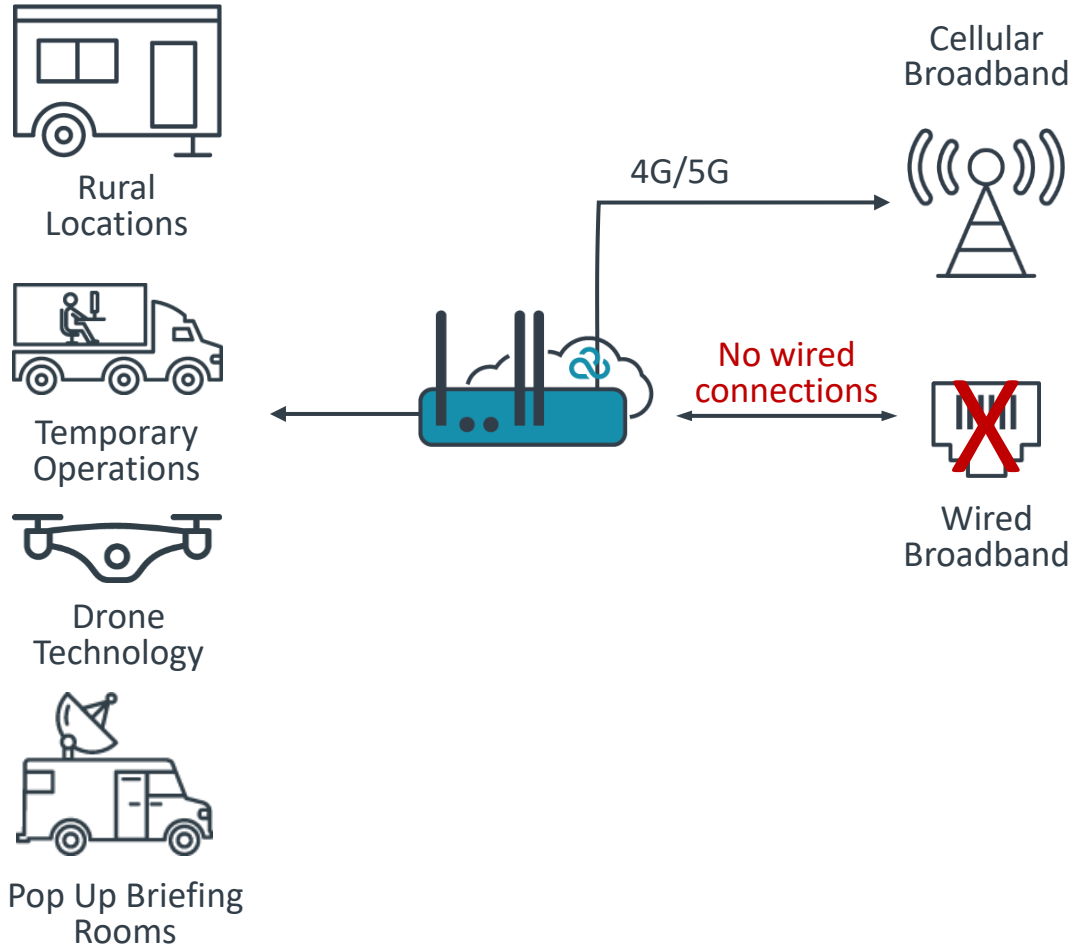 Rural
Locations
Temporary
Operations
Drone
Technology
Pop Up Briefing
Rooms
4G/5G
No wired
connections
Cellular
Broadband
Wired
Broadband